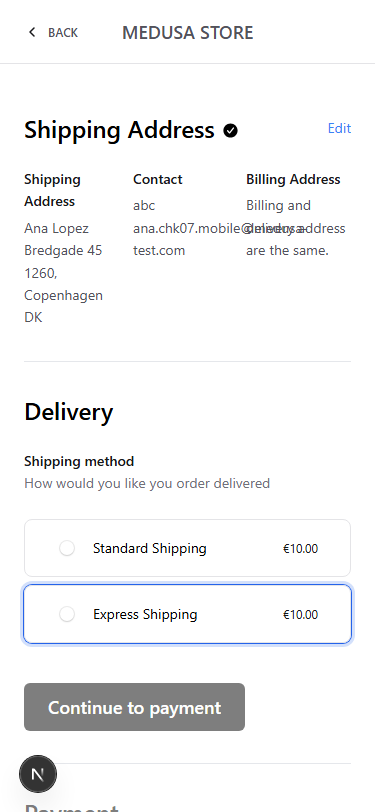 BACK
MEDUSA STORE
Shipping Address
Edit
Shipping
Address
Ana Lopez
Bredgade 45
1260,
Copenhagen
DK
Contact
abc
ana.chk07.mobile@medusa-
test.com
Billing Address
Billing and
delivery address
are the same.
Delivery
Shipping method
How would you like you order delivered
Standard Shipping
€10.00
Express Shipping
€10.00
Continue to payment
N
Payment